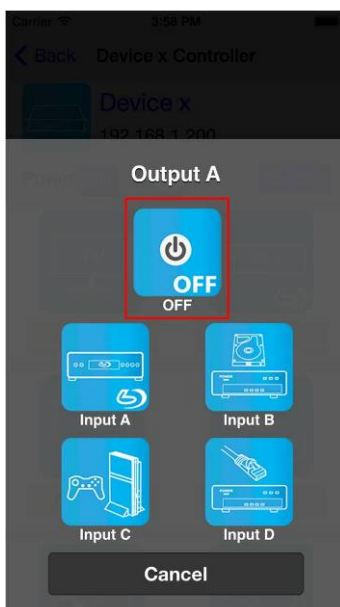 Carrier 3:58 PM
Back Device x Controller
Device x
192.168.1.200
Output A
OFF
OFF
Input A
Input B
Input C
Input D
Cancel